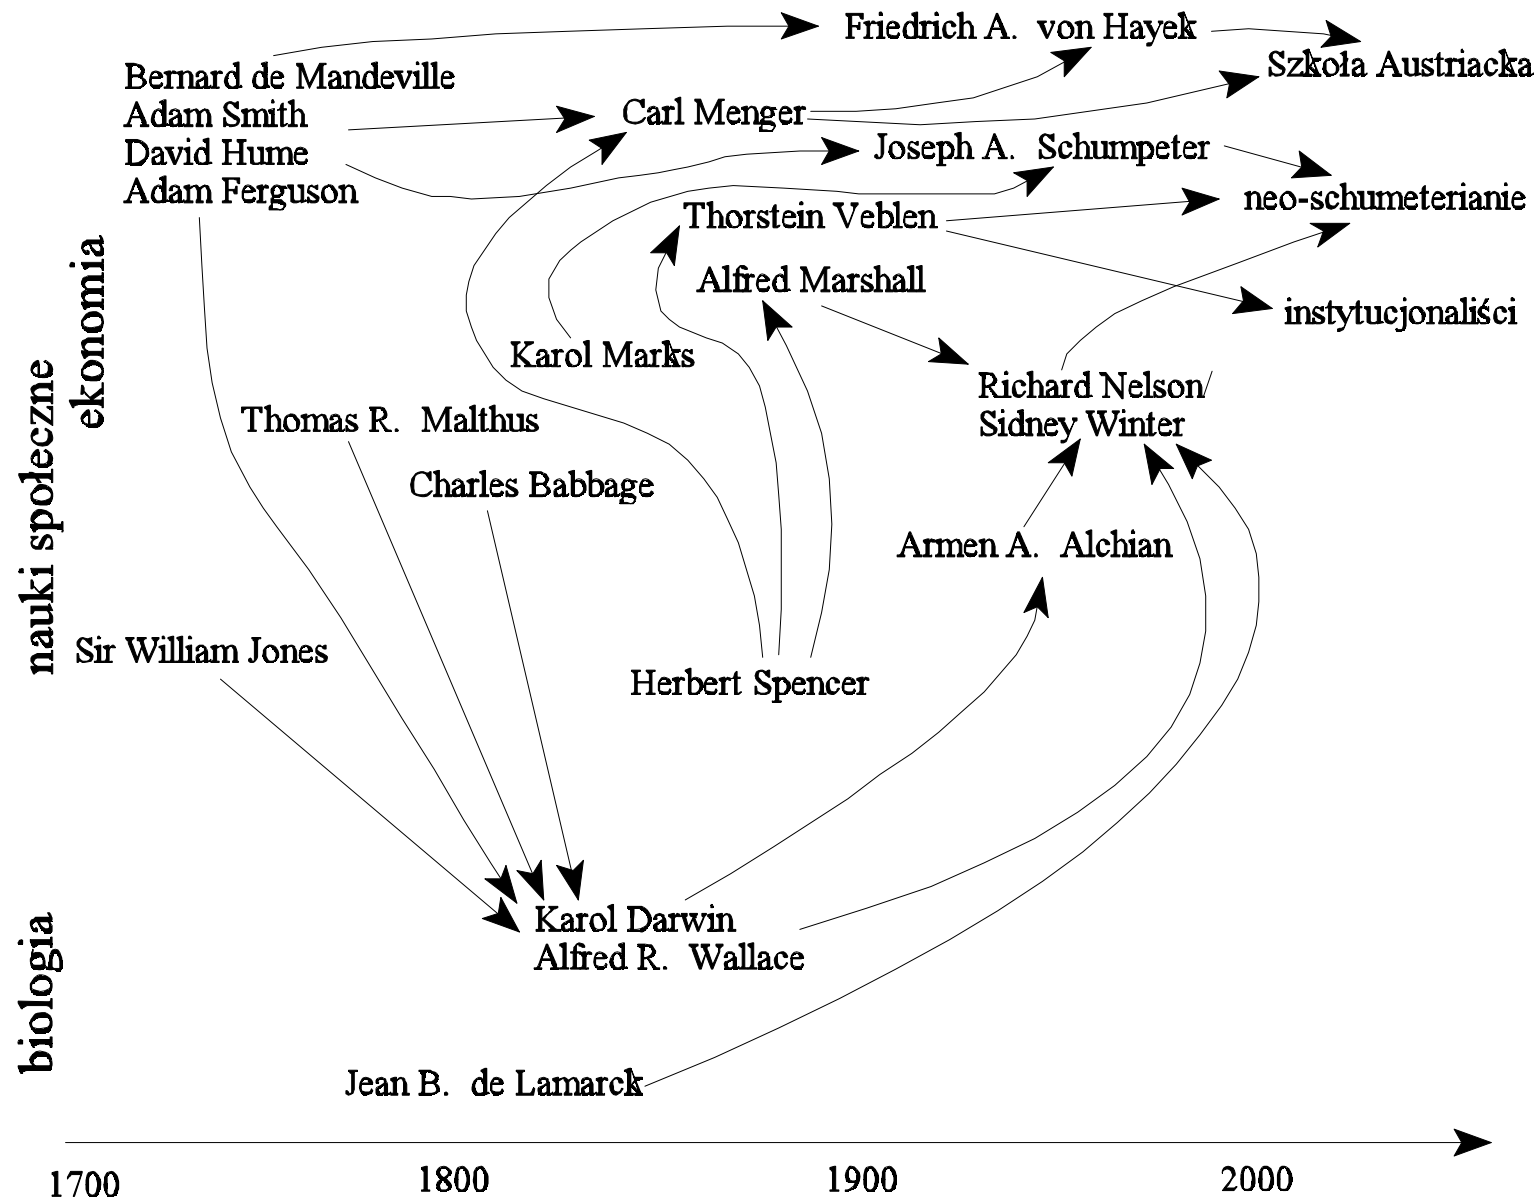 Friedrich A. von Hayek
Szkoła Austriacka
Bernard de Mandeville
Adam Smith
David Hume
Adam Ferguson
Carl Menger
Joseph A. Schumpeter
neo-schumeterianie
Thorstein Veblen
Alfred Marshall
instytucjonaliści
Karol Marks
Richard Nelson
Sidney Winter
Thomas R. Malthus
Charles Babbage
Armen A. Alchian
Sir William Jones
Herbert Spencer
Karol Darwin
Alfred R. Wallace
Jean B. de Lamarck
ekonomia
nauki społeczne
biologia
1700
1800
1900
2000